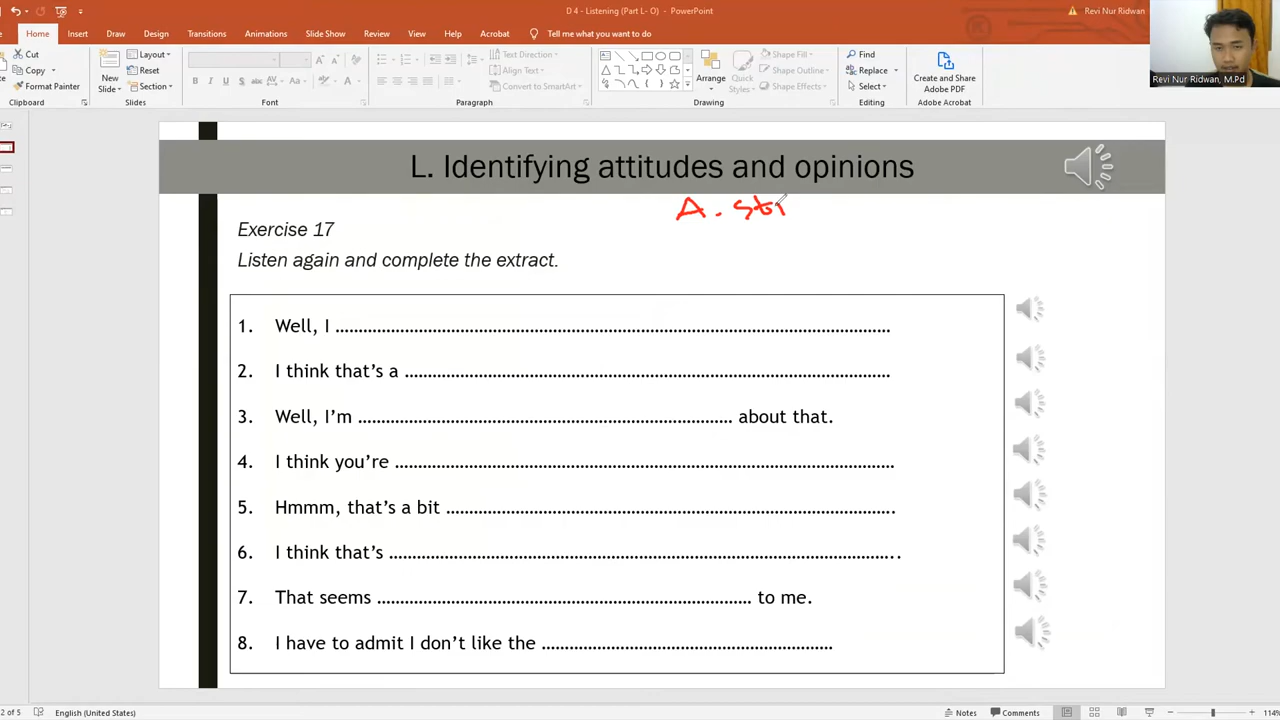 D 4 - Listening (Part L- O) - PowerPoint
Revi Nur Ridwan
Home Insert Draw Design Transitions Animations Slide Show Review View Help Acrobat Tell me what you want to do
Cut
Copy
Format Painter
Clipboard
New Slide
Layout
Reset
Section
Slides
Font
Text Direction
Align Text
Convert to SmartArt
Paragraph
Arrange
Quick Styles
Shape Fill
Shape Outline
Shape Effects
Drawing
Find
Replace
Select
Editing
Create and Share Adobe PDF
Adobe Acrobat
Revi Nur Ridwan, M.Pd
L. Identifying attitudes and opinions
A. Str
Exercise 17
Listen again and complete the extract.
1. Well, I ........................................
2. I think that’s a ........................................
3. Well, I’m ........................................ about that.
4. I think you’re ........................................
5. Hmmm, that’s a bit ........................................
6. I think that’s ........................................
7. That seems ........................................ to me.
8. I have to admit I don’t like the ........................................
2 of 5
English (United States)
Notes
Comments
114%